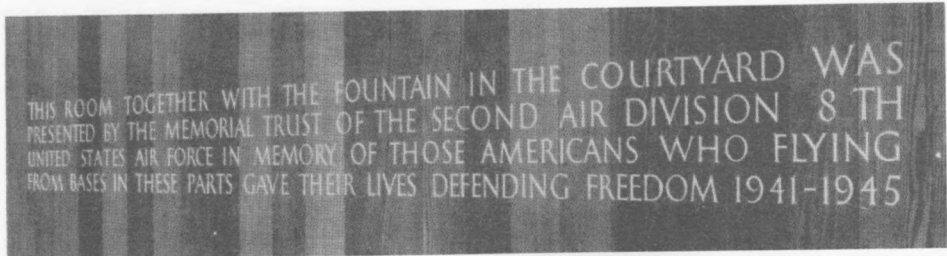 THIS ROOM TOGETHER WITH THE FOUNTAIN IN THE COURTYARD WAS
PRESENTED BY THE MEMORIAL TRUST OF THE SECOND AIR DIVISION 8 TH
UNITED STATES AIR FORCE IN MEMORY OF THOSE AMERICANS WHO FLYING
FROM BASES IN THESE PARTS GAVE THEIR LIVES DEFENDING FREEDOM 1941-1945